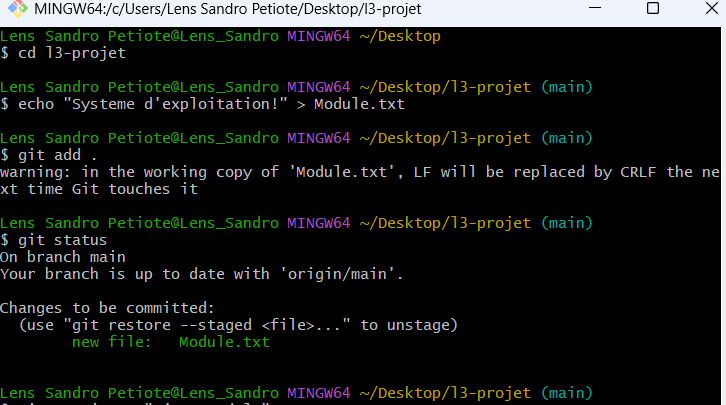 MINGW64:/c/Users/Lens Sandro Petiote/Desktop/l3-projet
Lens Sandro Petiote@Lens_Sandro MINGW64 ~/Desktop
$ cd l3-projet
Lens Sandro Petiote@Lens_Sandro MINGW64 ~/Desktop/l3-projet (main)
$ echo "Systeme d'exploitation!" > Module.txt
Lens Sandro Petiote@Lens_Sandro MINGW64 ~/Desktop/l3-projet (main)
$ git add .
warning: in the working copy of 'Module.txt', LF will be replaced by CRLF the ne
xt time Git touches it
Lens Sandro Petiote@Lens_Sandro MINGW64 ~/Desktop/l3-projet (main)
$ git status
On branch main
Your branch is up to date with 'origin/main'.
Changes to be committed:
(use "git restore --staged <file>..." to unstage)
new file:   Module.txt
Lens Sandro Petiote@Lens_Sandro MINGW64 ~/Desktop/l3-projet (main)